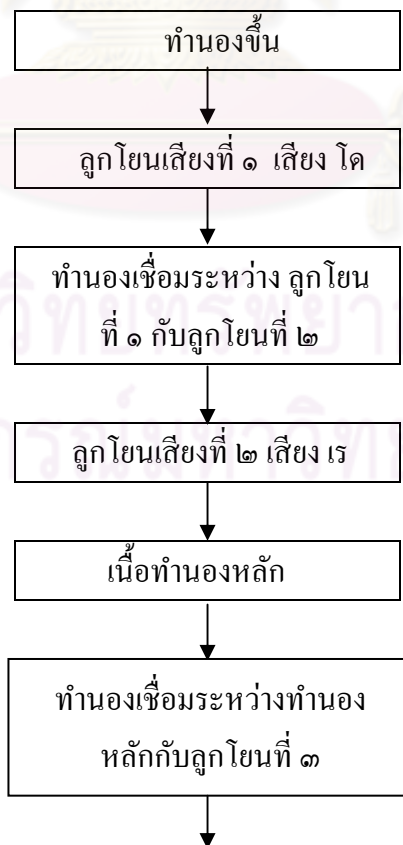 ทำนองขึ้น
ลูกโยนเสียงที่ ๑ เสียง โด
ทำนองเชื่อมระหว่าง ลูกโยน
ที่ ๑ กับลูกโยนที่ ๒
ลูกโยนเสียงที่ ๒ เสียง เร
เนื้อทำนองหลัก
ทำนองเชื่อมระหว่างทำนอง
หลักกับลูกโยนที่ ๓